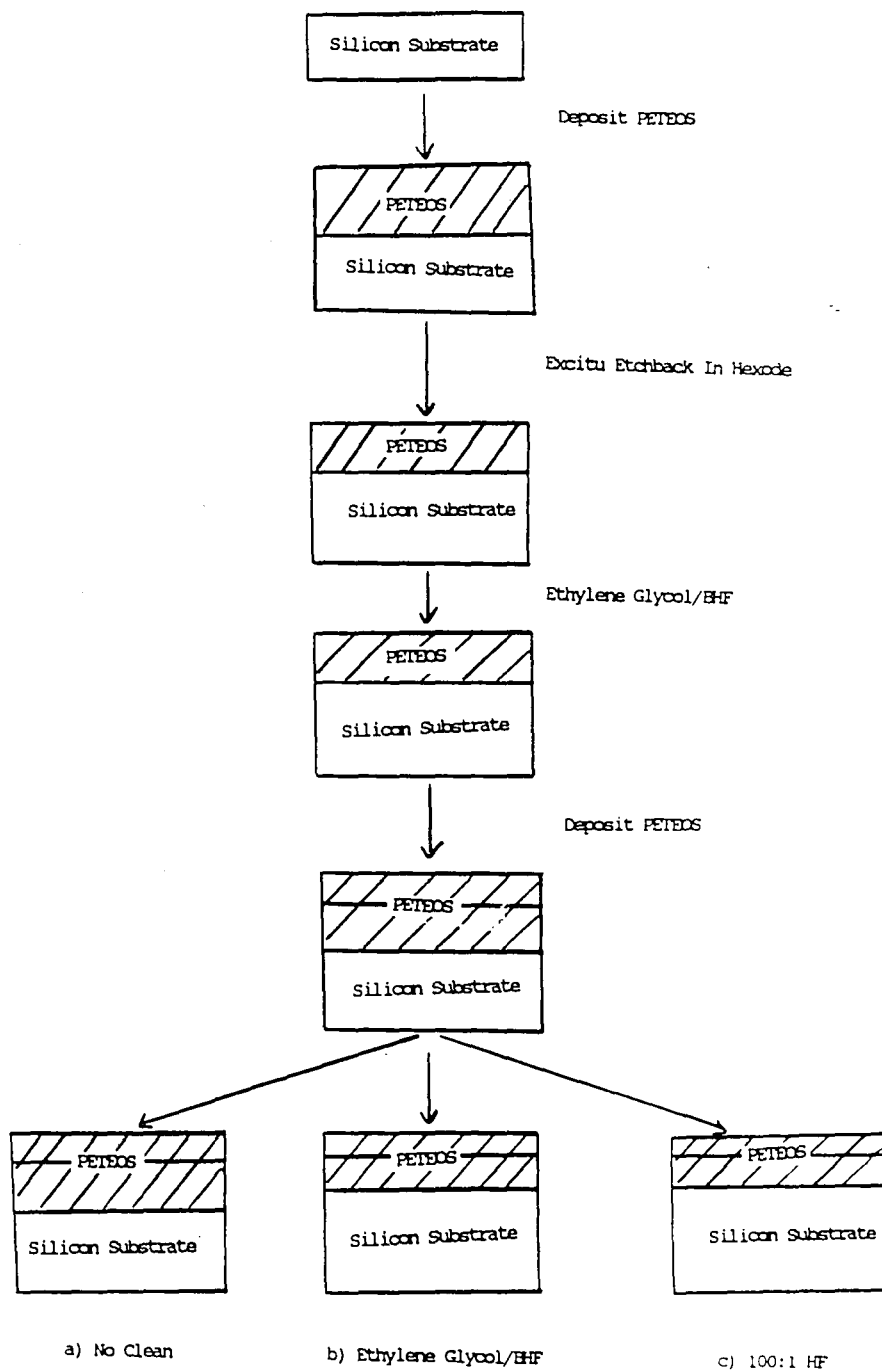 Silicon Substrate
Deposit PETEOS
PETEOS
Silicon Substrate
Excitu Etchback In Hexode
PETEOS
Silicon Substrate
Ethylene Glycol/BHF
PETEOS
Silicon Substrate
Deposit PETEOS
PETEOS
Silicon Substrate
PETEOS
Silicon Substrate
PETEOS
Silicon Substrate
PETEOS
Silicon Substrate
a) No Clean
b) Ethylene Glycol/BHF
c) 100:1 HF